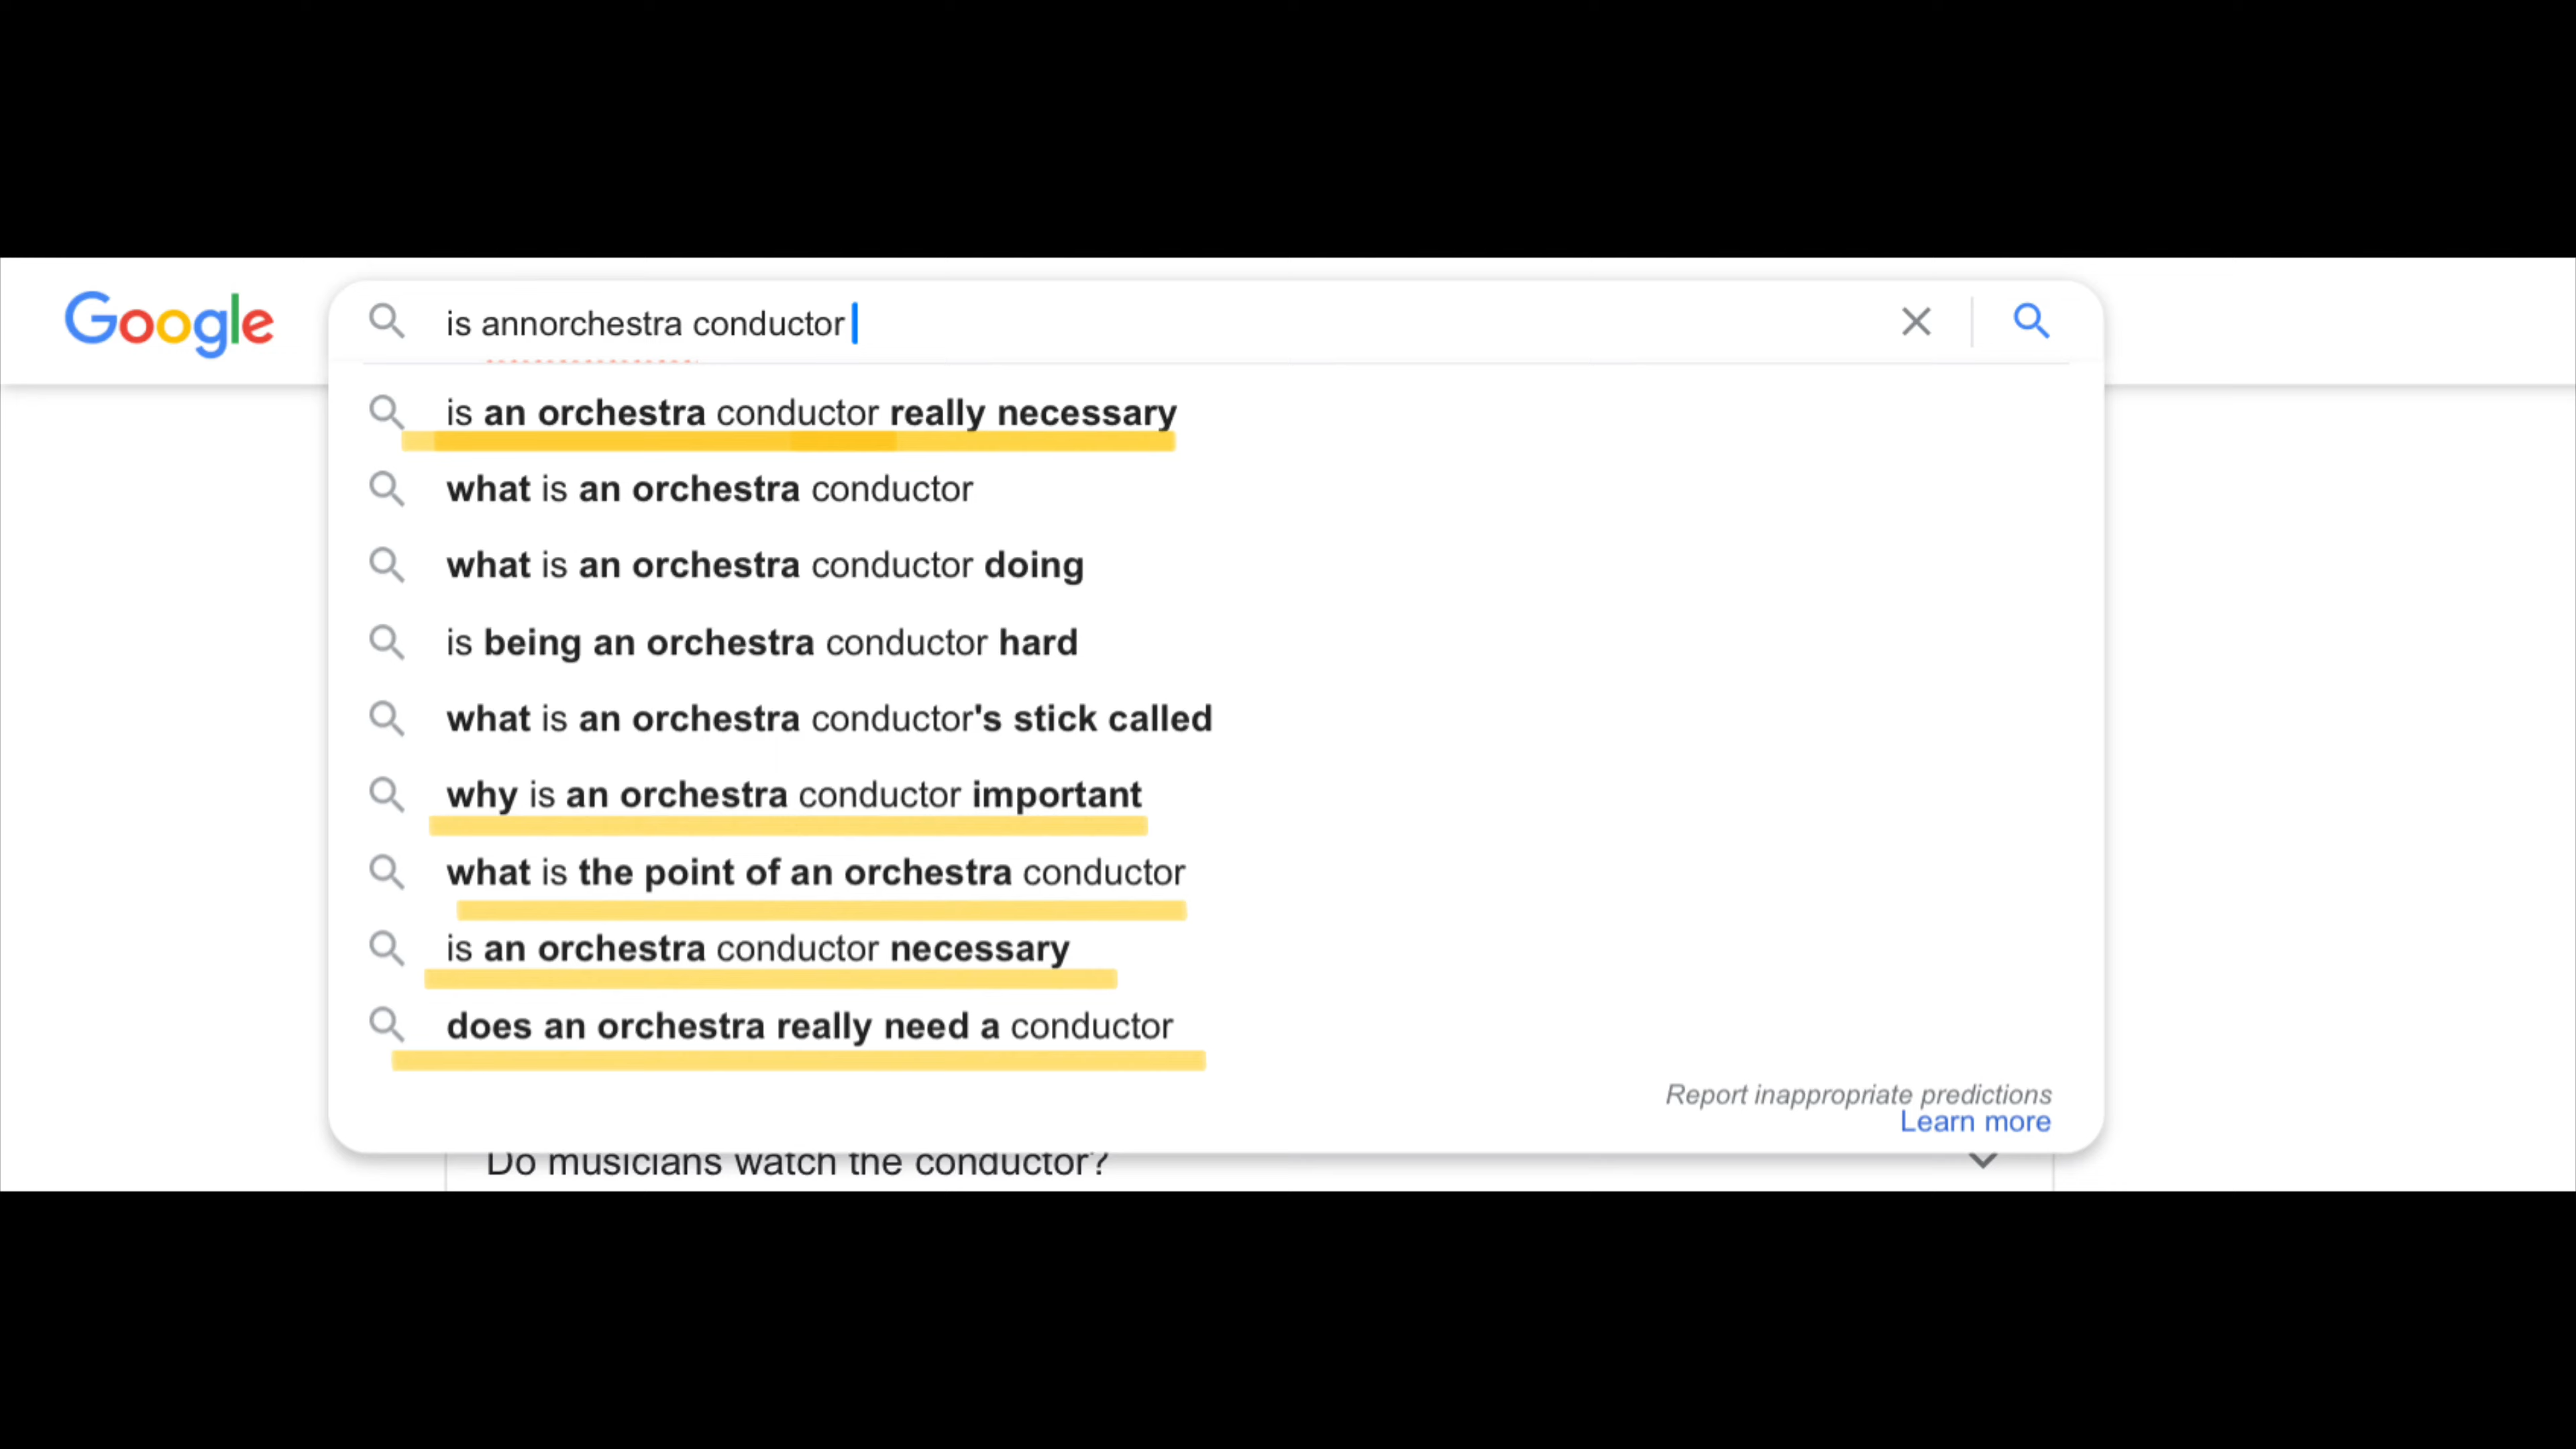 Google
is annorchestra conductor
is an orchestra conductor really necessary
what is an orchestra conductor
what is an orchestra conductor doing
is being an orchestra conductor hard
what is an orchestra conductor's stick called
why is an orchestra conductor important
what is the point of an orchestra conductor
is an orchestra conductor necessary
does an orchestra really need a conductor
Report inappropriate predictions
Learn more
Do musicians watch the conductor?